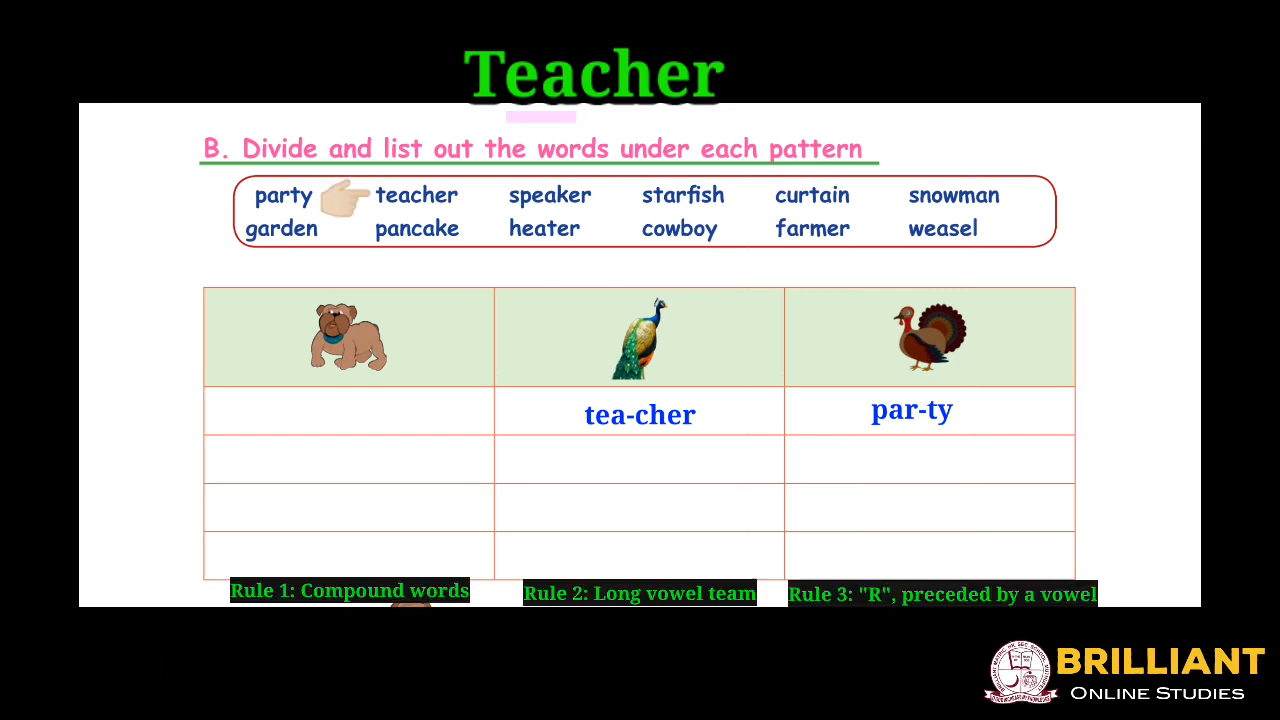 Teacher
B. Divide and list out the words under each pattern
party teacher speaker starfish curtain snowman
garden pancake heater cowboy farmer weasel
tea-cher par-ty
Rule 1: Compound words Rule 2: Long vowel team Rule 3: "R", preceded by a vowel
BRILLIANT
ONLINE STUDIES